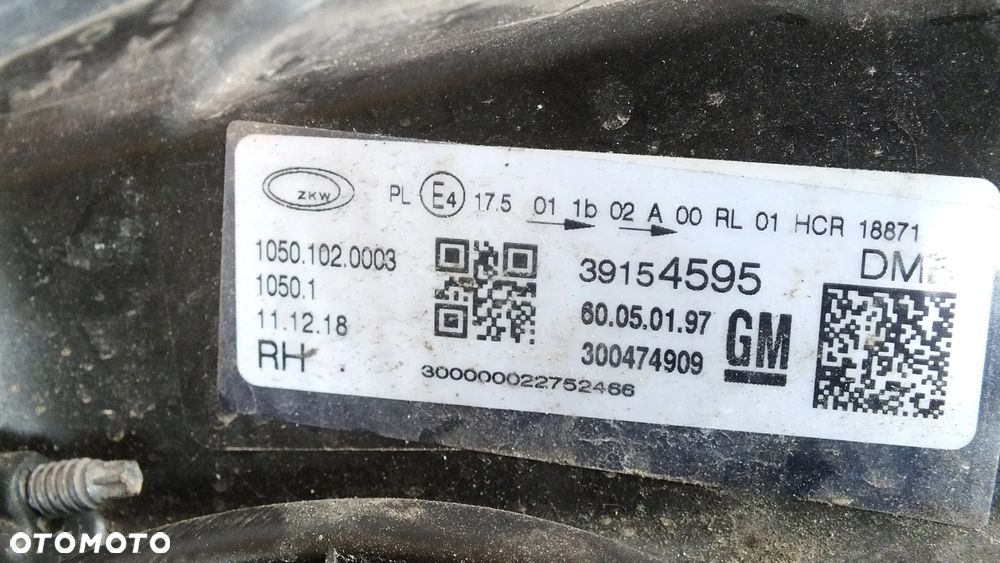 ZKW
PL E4 17.5 01 1b 02 A 00 RL 01 HCR 18871
1050.102.0003
1050.1
11.12.18
RH
39154595
60.05.01.97
300474909
GM
300000022752466
OTOMOTO